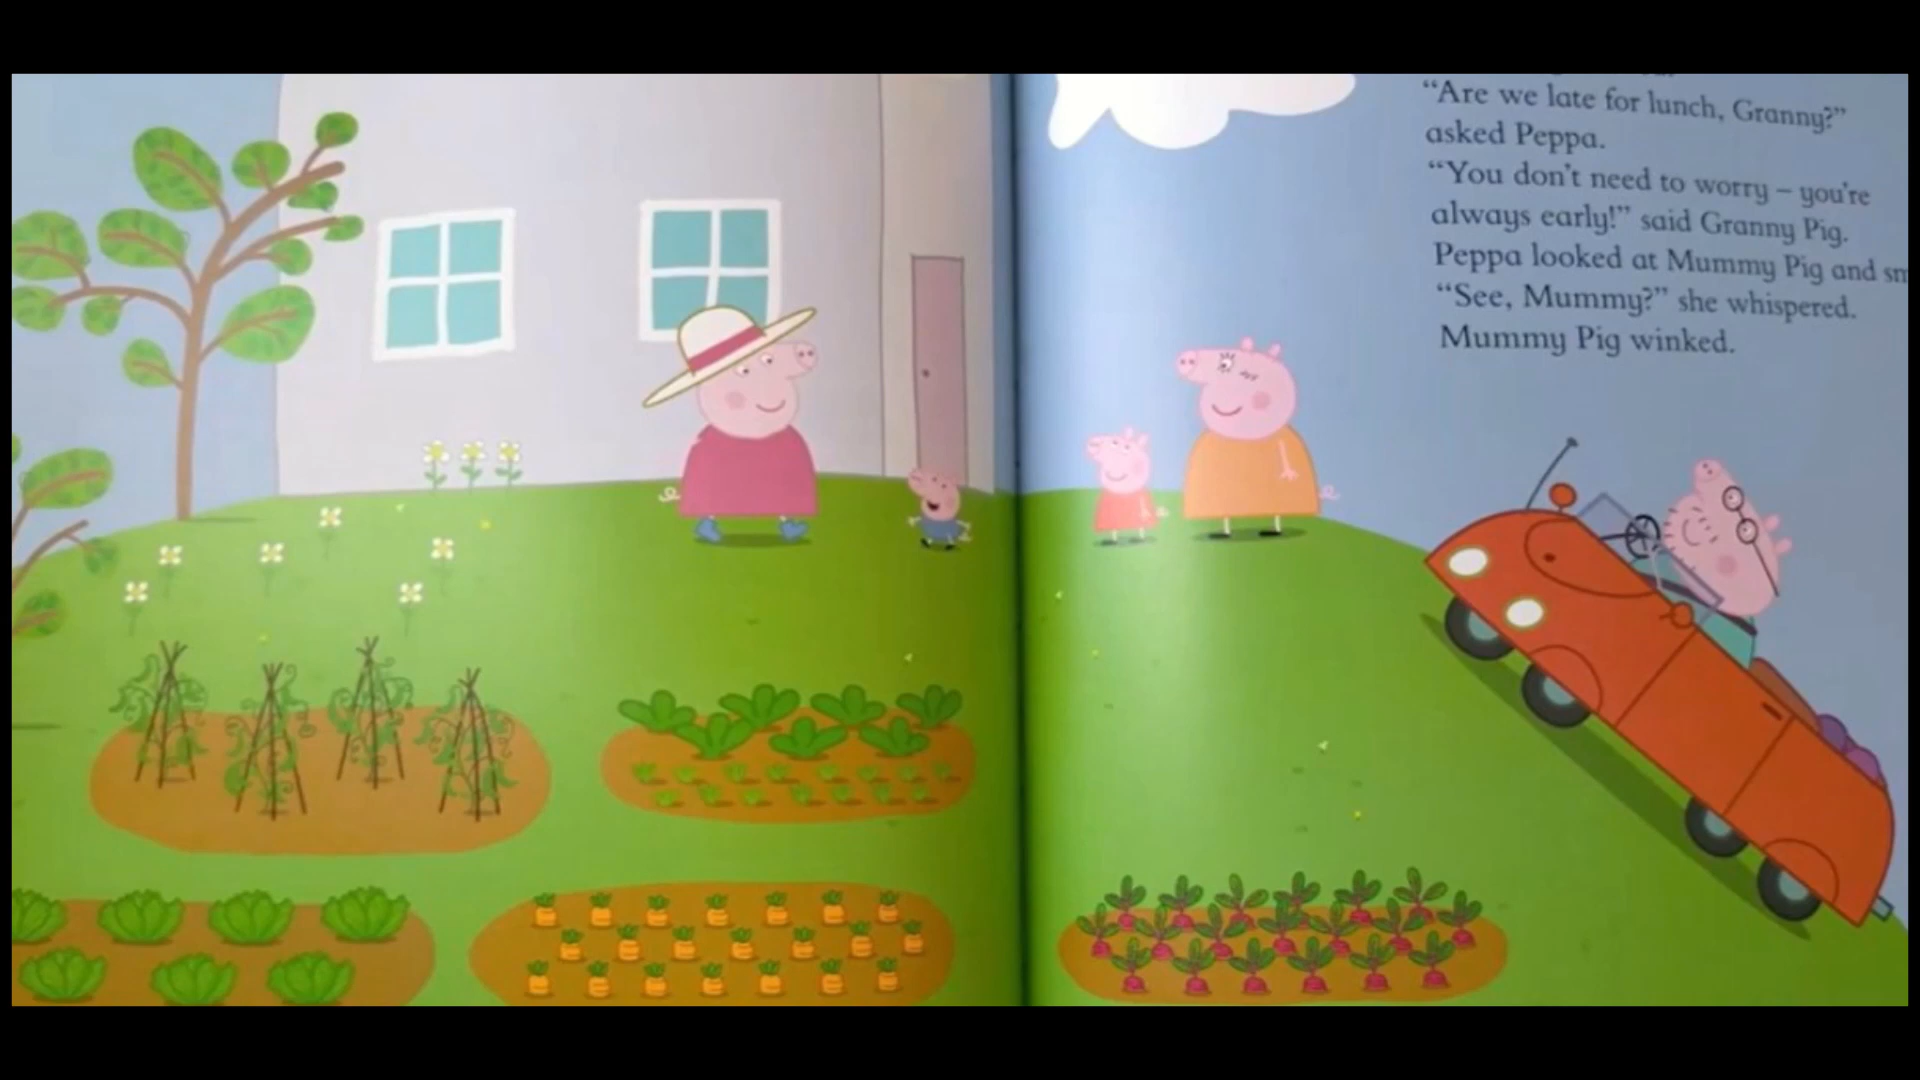 “Are we late for lunch, Granny?”
asked Peppa.
“You don’t need to worry – you’re
always early!” said Granny Pig.
Peppa looked at Mummy Pig and
“See, Mummy?” she whispered.
Mummy Pig winked.